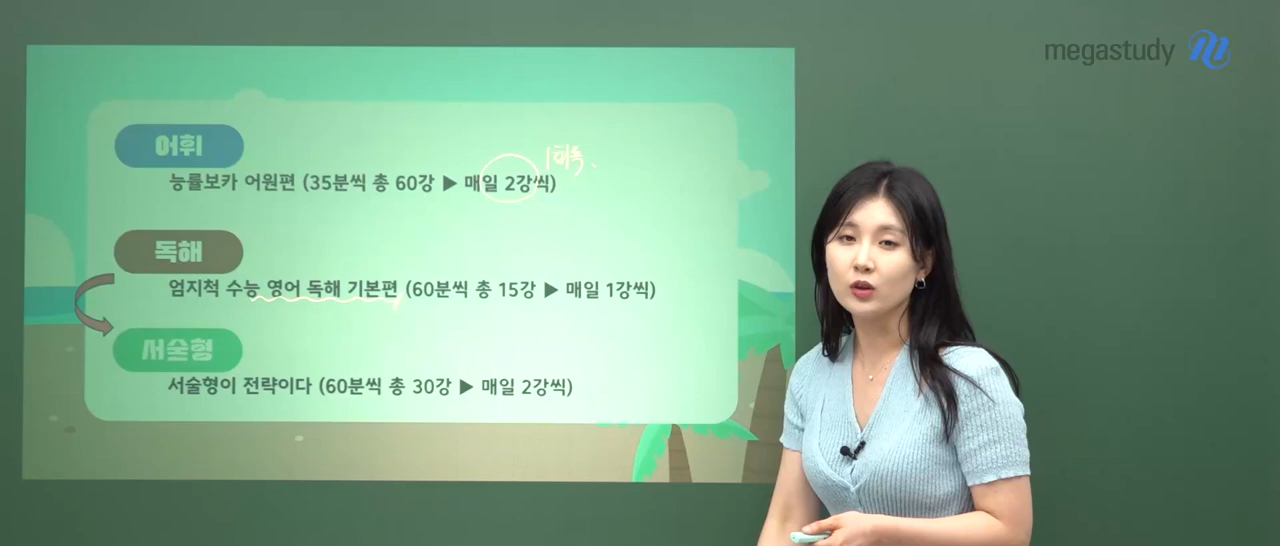 megastudy
어휘
능률보카 어원편 (35분씩 총 60강 ▶ 매일 2강씩)
1회독
독해
엄지척 수능 영어 독해 기본편 (60분씩 총 15강 ▶ 매일 1강씩)
서술형
서술형이 전략이다 (60분씩 총 30강 ▶ 매일 2강씩)